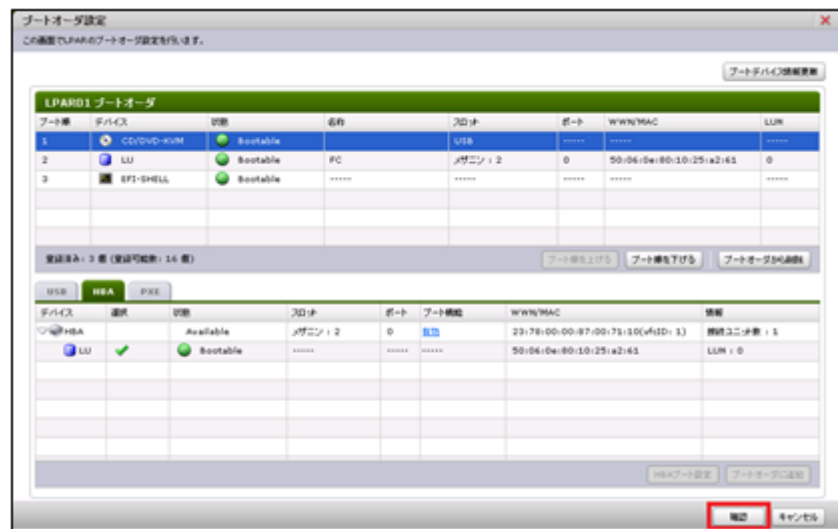 ブートオーダ設定
この画面でLPARのブートオーダ設定を行います。
ブートデバイス情報更新
LPAR01 ブートオーダ
ブート順 デバイス 状態 名称 スロット ポート WWN/MAC LUN
1 CD/DVD-KVM Bootable USB ----- ----- -----
2 LU Bootable FC メザニン : 2 0 50:06:0e:80:10:25:a2:61 0
3 EFI-SHELL Bootable ----- ----- ----- ----- -----
登録済み: 3 個 (登録可能数: 16 個)
ブート順を上げる ブート順を下げる ブートオーダから削除
USB HBA PXE
デバイス 選択 状態 スロット ポート ブート機能 WWN/MAC 情報
HBA Available メザニン : 2 0 有効 23:78:00:00:87:00:71:10(vfcID: 1) 接続ユニット数 : 1
LU Bootable ----- ----- ----- 50:06:0e:80:10:25:a2:61 LUN : 0
HBAブート設定 ブートオーダに追加
確認 キャンセル